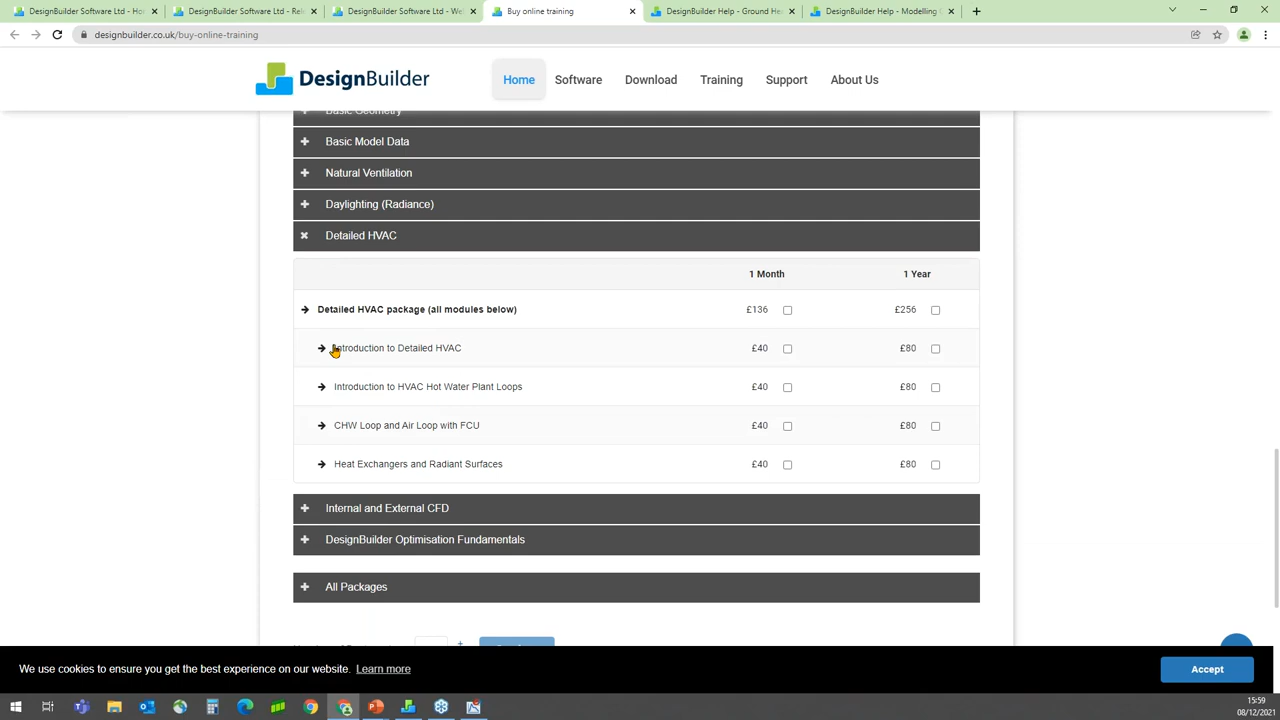 DesignBuilder Software Ltd - Ho
DesignBuilder Software Ltd - Rel
DesignBuilder Software Ltd - We
Buy online training
DesignBuilder Help - Ground He
DesignBuilder Help - Modelling
designbuilder.co.uk/buy-online-training
DesignBuilder
Home
Software
Download
Training
Support
About Us
Basic Geometry
Basic Model Data
Natural Ventilation
Daylighting (Radiance)
Detailed HVAC
1 Month 1 Year
Detailed HVAC package (all modules below) £136 £256
Introduction to Detailed HVAC £40 £80
Introduction to HVAC Hot Water Plant Loops £40 £80
CHW Loop and Air Loop with FCU £40 £80
Heat Exchangers and Radiant Surfaces £40 £80
Internal and External CFD
DesignBuilder Optimisation Fundamentals
All Packages
We use cookies to ensure you get the best experience on our website. Learn more
Accept
15:59
08/12/2021